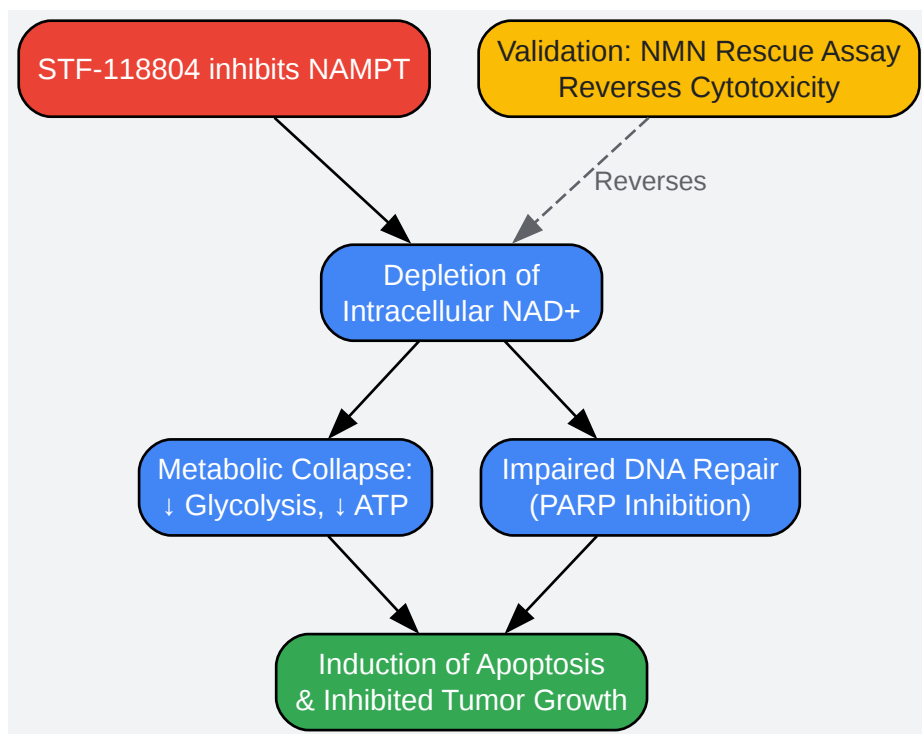 STF-118804 inhibits NAMPT
Validation: NMN Rescue Assay
Reverses Cytotoxicity
Reverses
Depletion of
Intracellular NAD+
Metabolic Collapse:
↓ Glycolysis, ↓ ATP
Impaired DNA Repair
(PARP Inhibition)
Induction of Apoptosis
& Inhibited Tumor Growth